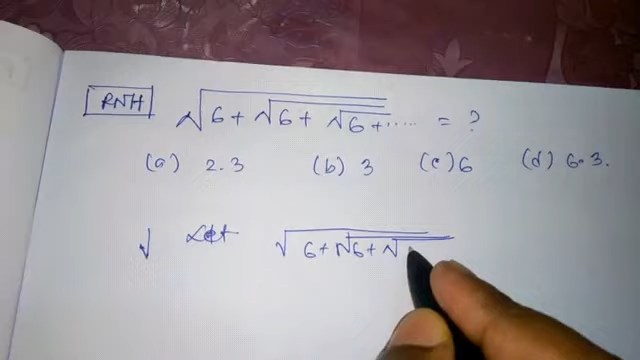 RNH √6+√6+√6+..... = ?
(a) 2.3 (b) 3 (c) 6 (d) 6.3.
√ Let √6+√6+√